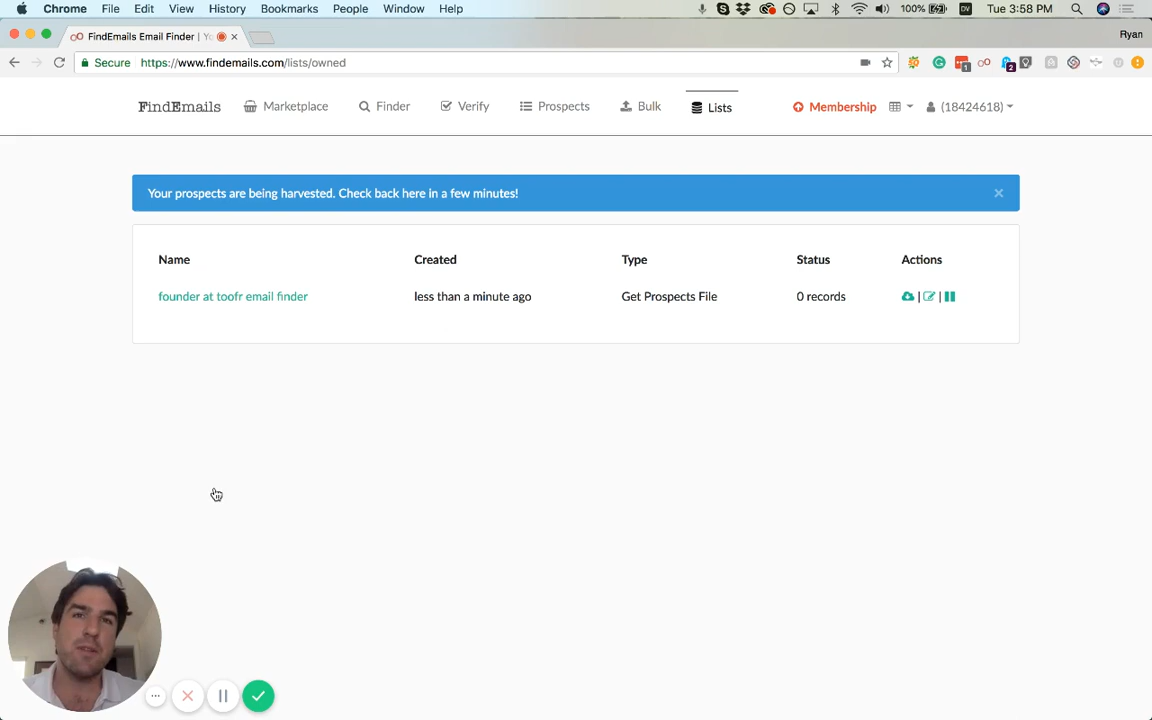 Chrome File Edit View History Bookmarks People Window Help 100% DV Tue 3:58 PM
FindEmails Email Finder | Yo Ryan
Secure https://www.findemails.com/lists/owned 1 2
FindEmails Marketplace Finder Verify Prospects Bulk Lists Membership (18424618)
Your prospects are being harvested. Check back here in a few minutes!
Name Created Type Status Actions
founder at toofr email finder less than a minute ago Get Prospects File 0 records | |